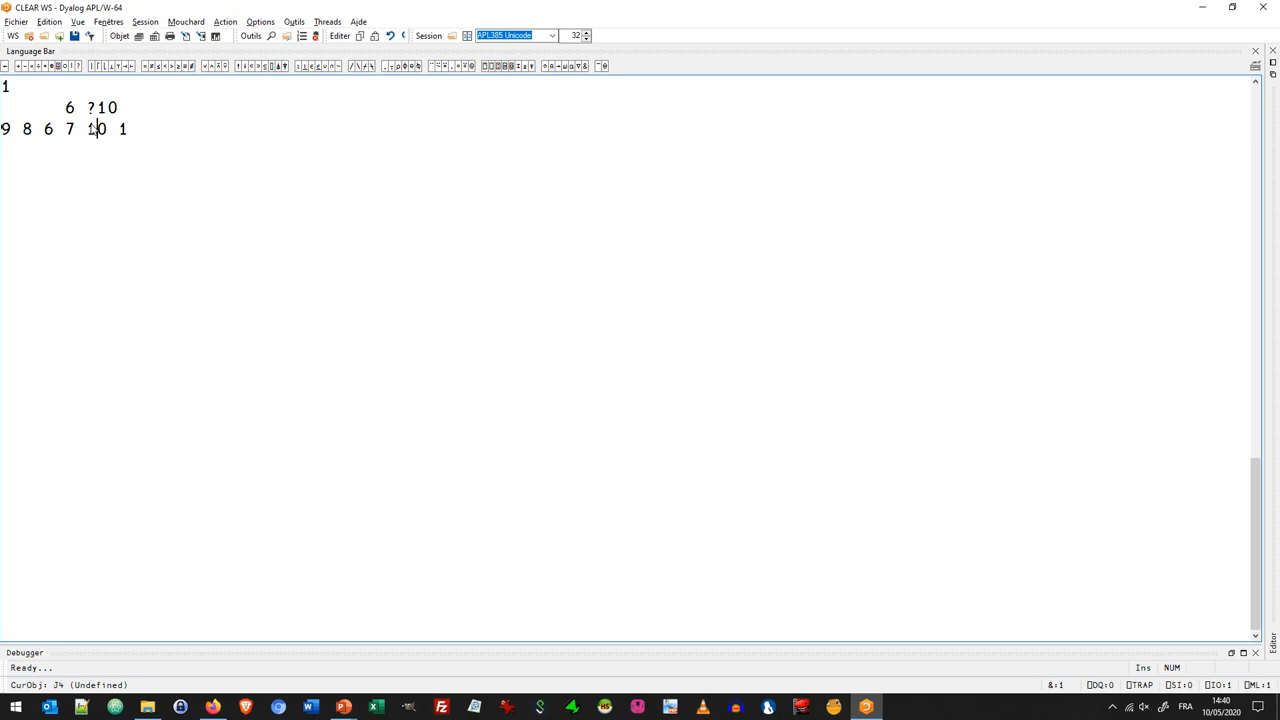 CLEAR WS - Dyalog APL/W-64
Fichier Edition Vue Fenêtres Session Mouchard Action Options Outils Threads Aide
WS Objet Outils Editer Session APL385 Unicode 32
Language Bar
1
6 ?10
9 8 6 7 10 1
Editor
Debugger
Ready...
Ins NUM
CurObj: J4 (Undefined)
&:1 ⎕DQ:0 ⎕TRAP ⎕SI:0 ⎕IO:1 ⎕ML:1
FRA 14:40
10/05/2020